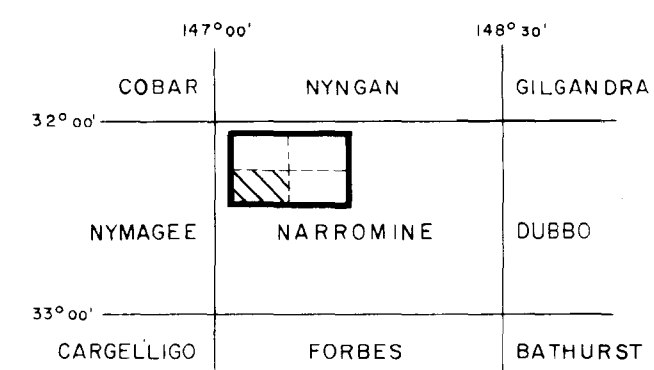 147°00' 148°30'
COBAR NYNGAN GILGANDRA
32°00'
NYMAGEE NARROMINE DUBBO
33°00'
CARGELLIGO FORBES BATHURST